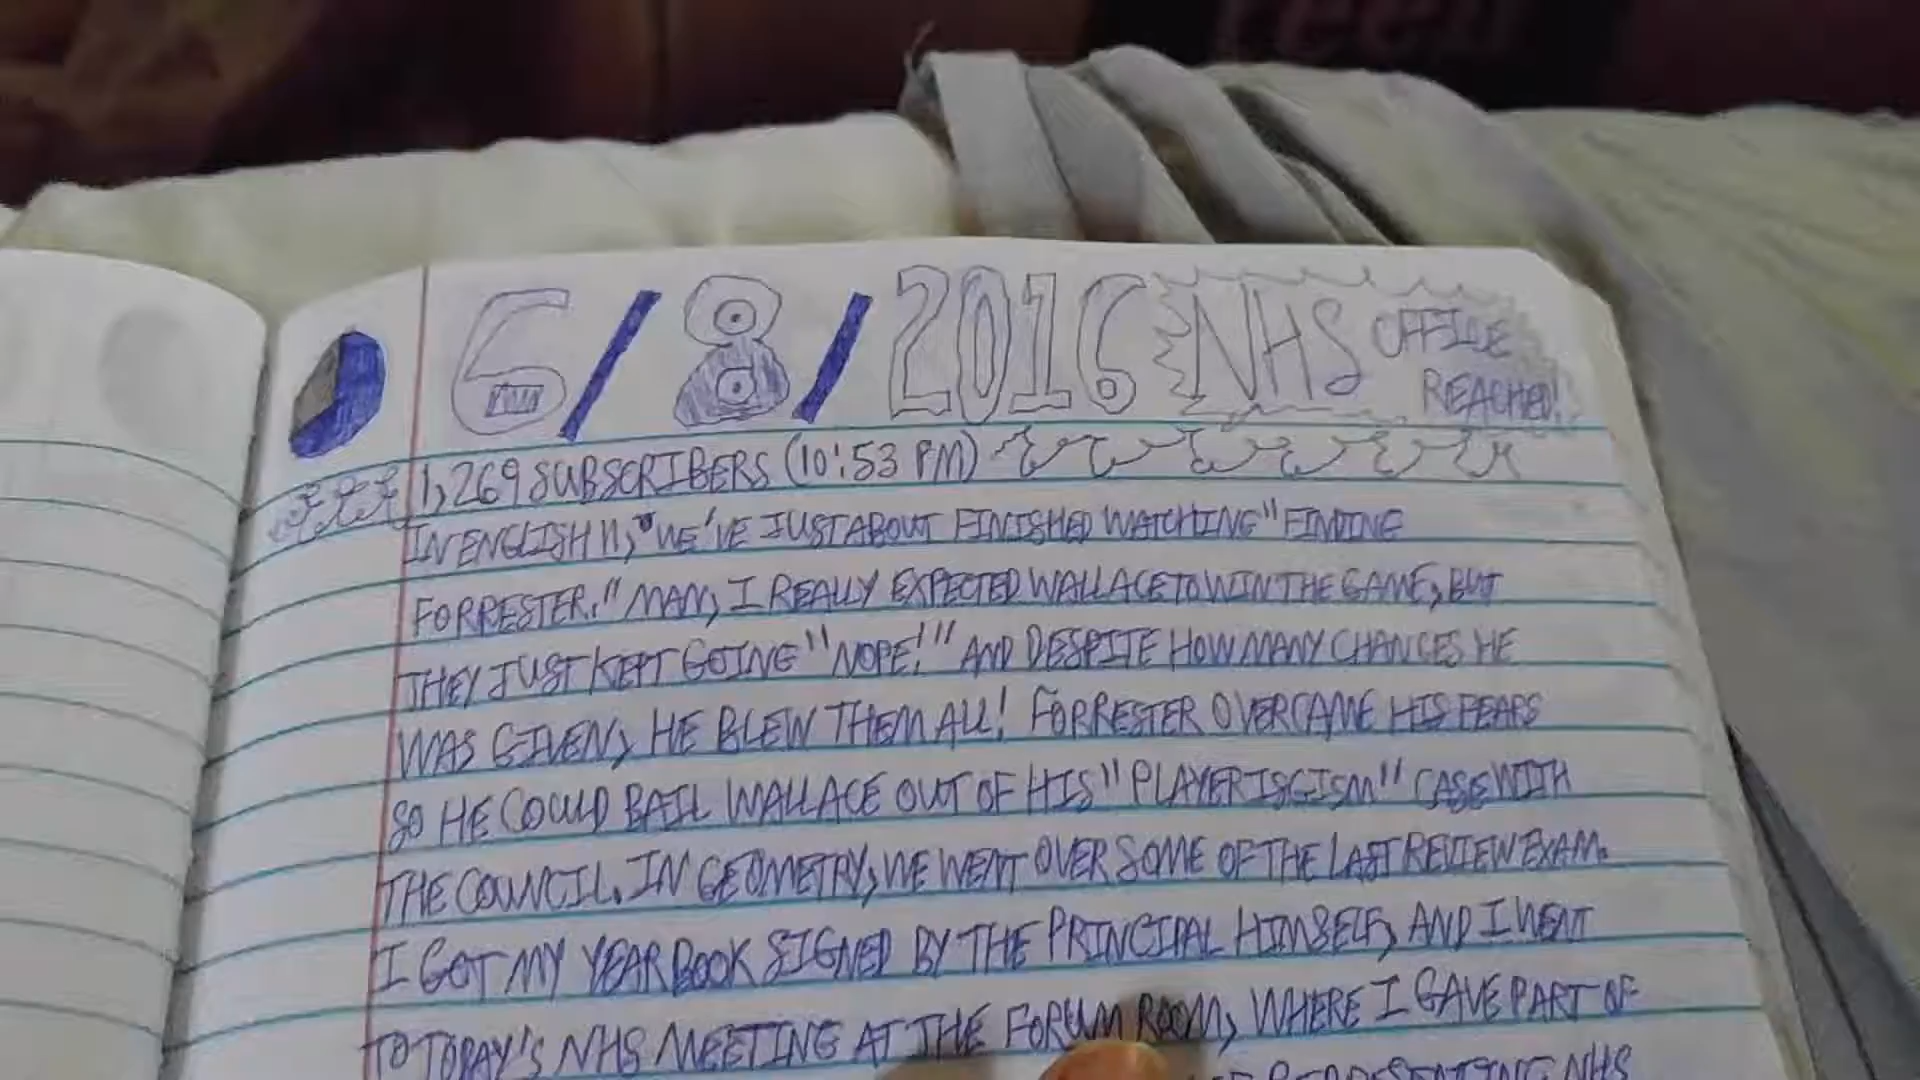 6/8/2016 NHS OFFICE REACHED!
1,269 SUBSCRIBERS (10:53 PM)
IN ENGLISH 11, WE'VE JUST ABOUT FINISHED WATCHING "FINDING
FORRESTER." MAN, I REALLY EXPECTED WALLACE TO WIN THE GAME, BUT
THEY JUST KEPT GOING "NOPE!" AND DESPITE HOW MANY CHANCES HE
WAS GIVEN, HE BLEW THEM ALL! FORRESTER OVERCAME HIS FEARS
SO HE COULD BAIL WALLACE OUT OF HIS "PLAYERISGISM" CASE WITH
THE COUNCIL. IN GEOMETRY, WE WENT OVER SOME OF THE LAST REVIEW EXAM.
I GOT MY YEARBOOK SIGNED BY THE PRINCIPAL HIMSELF, AND I WENT
TO TODAY'S NHS MEETING AT THE FORUM ROOM, WHERE I GAVE PART OF
REPRESENTING NHS